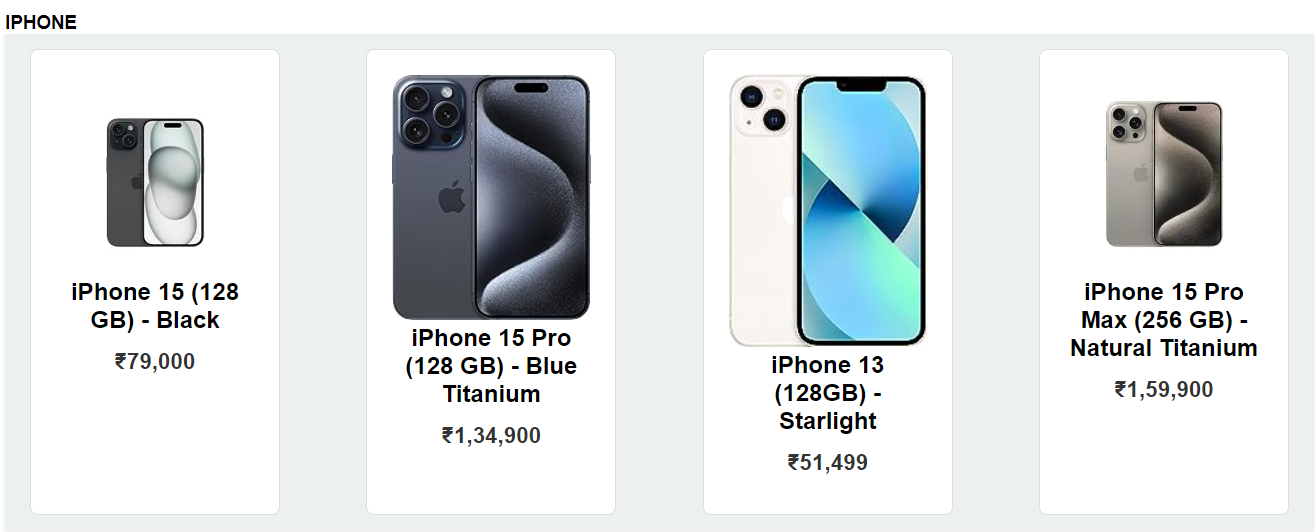 IPHONE
iPhone 15 (128
GB) - Black
₹79,000
iPhone 15 Pro
(128 GB) - Blue
Titanium
₹1,34,900
iPhone 13
(128GB) -
Starlight
₹51,499
iPhone 15 Pro
Max (256 GB) -
Natural Titanium
₹1,59,900